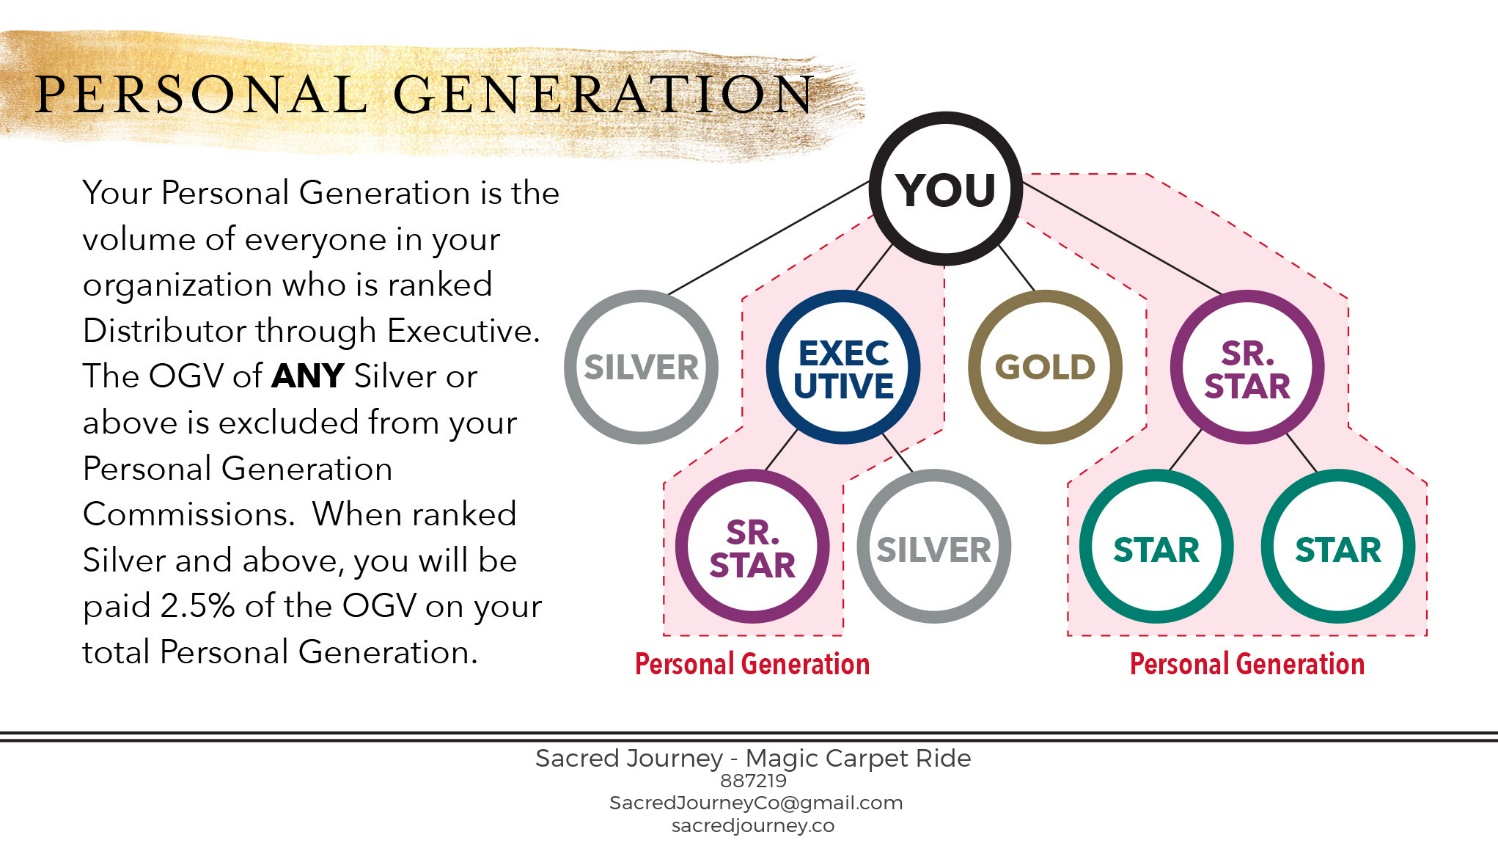 PERSONAL GENERATION
Your Personal Generation is the
volume of everyone in your
organization who is ranked
Distributor through Executive.
The OGV of ANY Silver or
above is excluded from your
Personal Generation
Commissions.  When ranked
Silver and above, you will be
paid 2.5% of the OGV on your
total Personal Generation.
YOU
SILVER
EXEC
UTIVE
GOLD
SR.
STAR
SR.
STAR
SILVER
STAR
STAR
Personal Generation
Personal Generation
Sacred Journey - Magic Carpet Ride
887219
SacredJourneyCo@gmail.com
sacredjourney.co